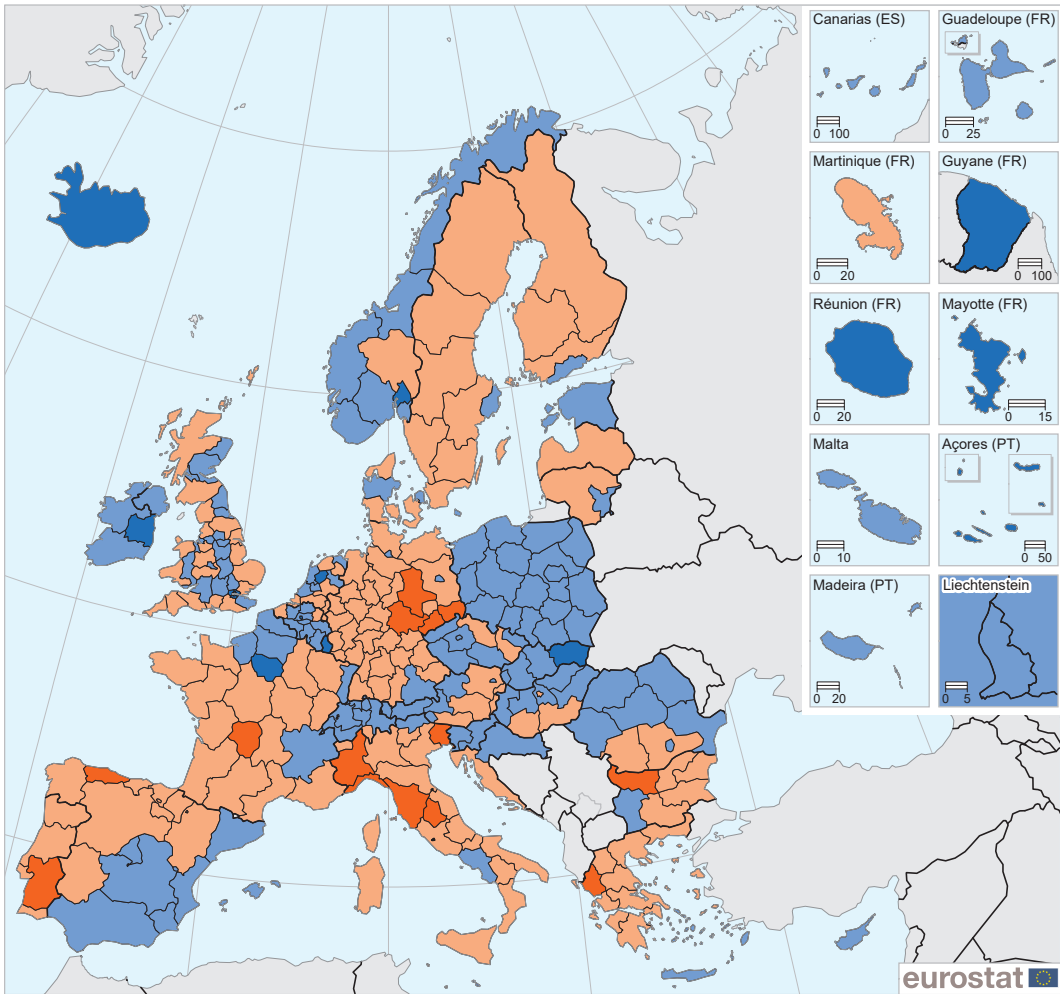 Canarias (ES)
0 100
Guadeloupe (FR)
0 25
Martinique (FR)
0 20
Guyane (FR)
0 100
Réunion (FR)
0 20
Mayotte (FR)
0 15
Malta
0 10
Açores (PT)
0 50
Madeira (PT)
0 20
Liechtenstein
0 5
eurostat